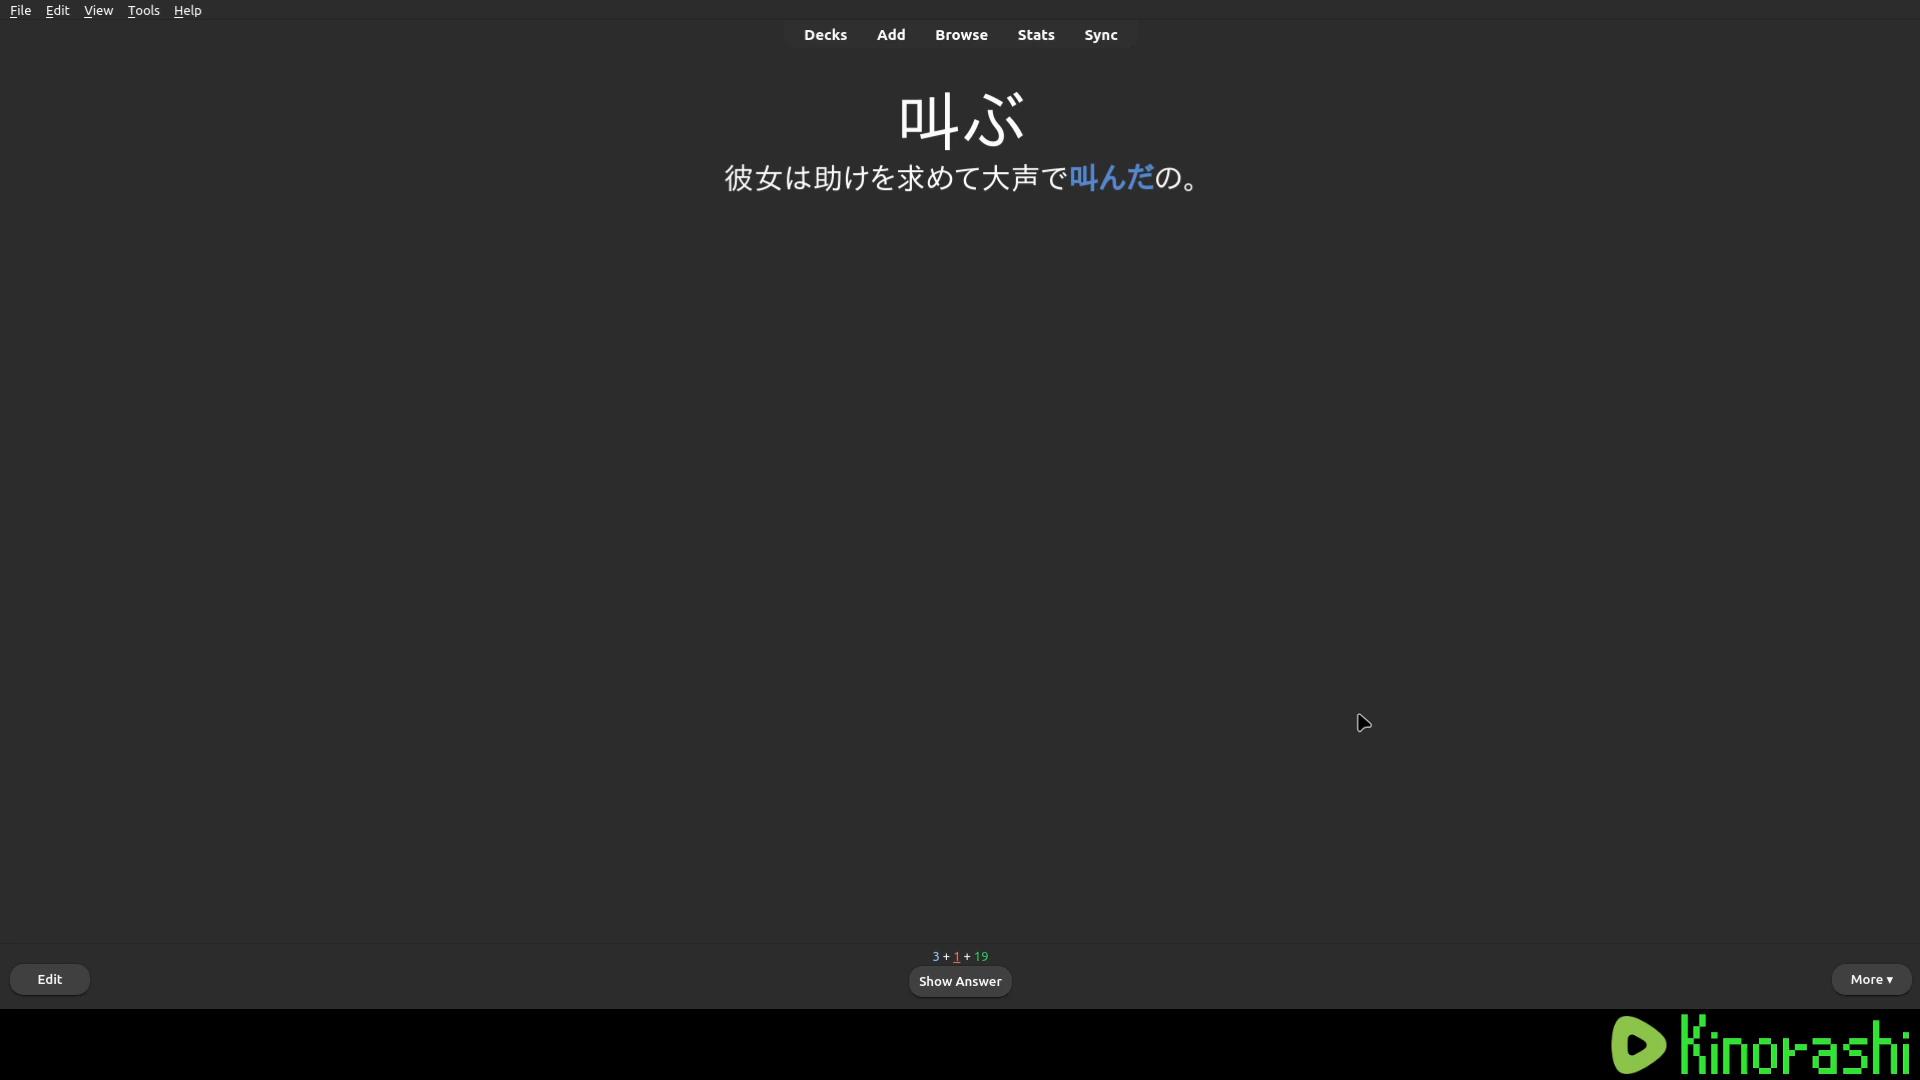 File Edit View Tools Help
Decks Add Browse Stats Sync
叫ぶ
彼女は助けを求めて大声で叫んだの。
3 + 1 + 19
Edit Show Answer More ▾
Kinorashi